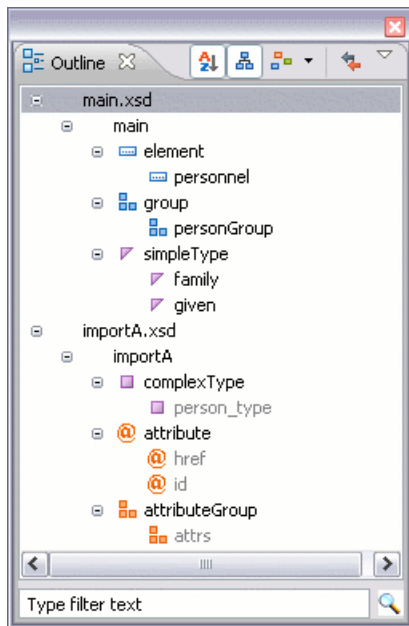 Outline
main.xsd
main
element
personnel
group
personGroup
simpleType
family
given
importA.xsd
importA
complexType
person_type
@ attribute
@ href
@ id
attributeGroup
attrs
Type filter text